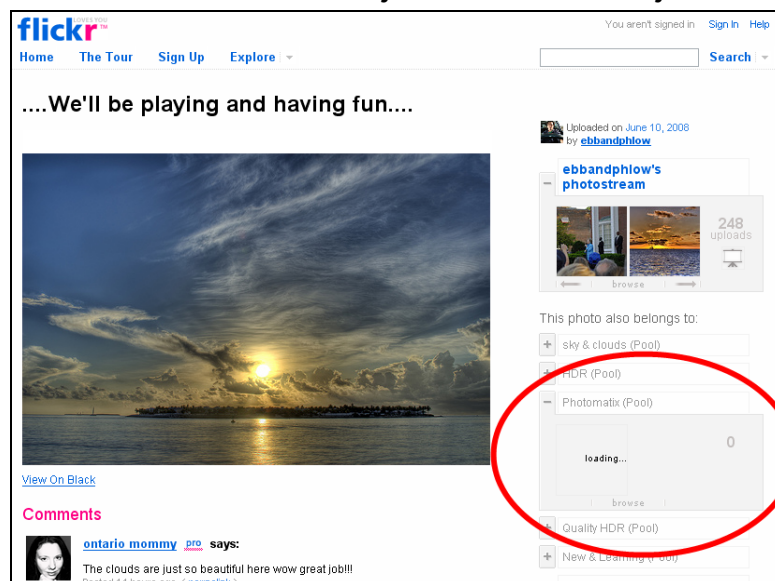 flickr LOVES YOU ™
You aren't signed in Sign In Help
Home The Tour Sign Up Explore
Search
....We'll be playing and having fun....
Uploaded on June 10, 2008
by ebbandphlow
ebbandphlow's
photostream
248
uploads
browse
This photo also belongs to:
sky & clouds (Pool)
HDR (Pool)
Photomatix (Pool)
0
loading...
browse
Quality HDR (Pool)
New & Learning (Pool)
View On Black
Comments
ontario mommy pro says:
The clouds are just so beautiful here wow great job!!!